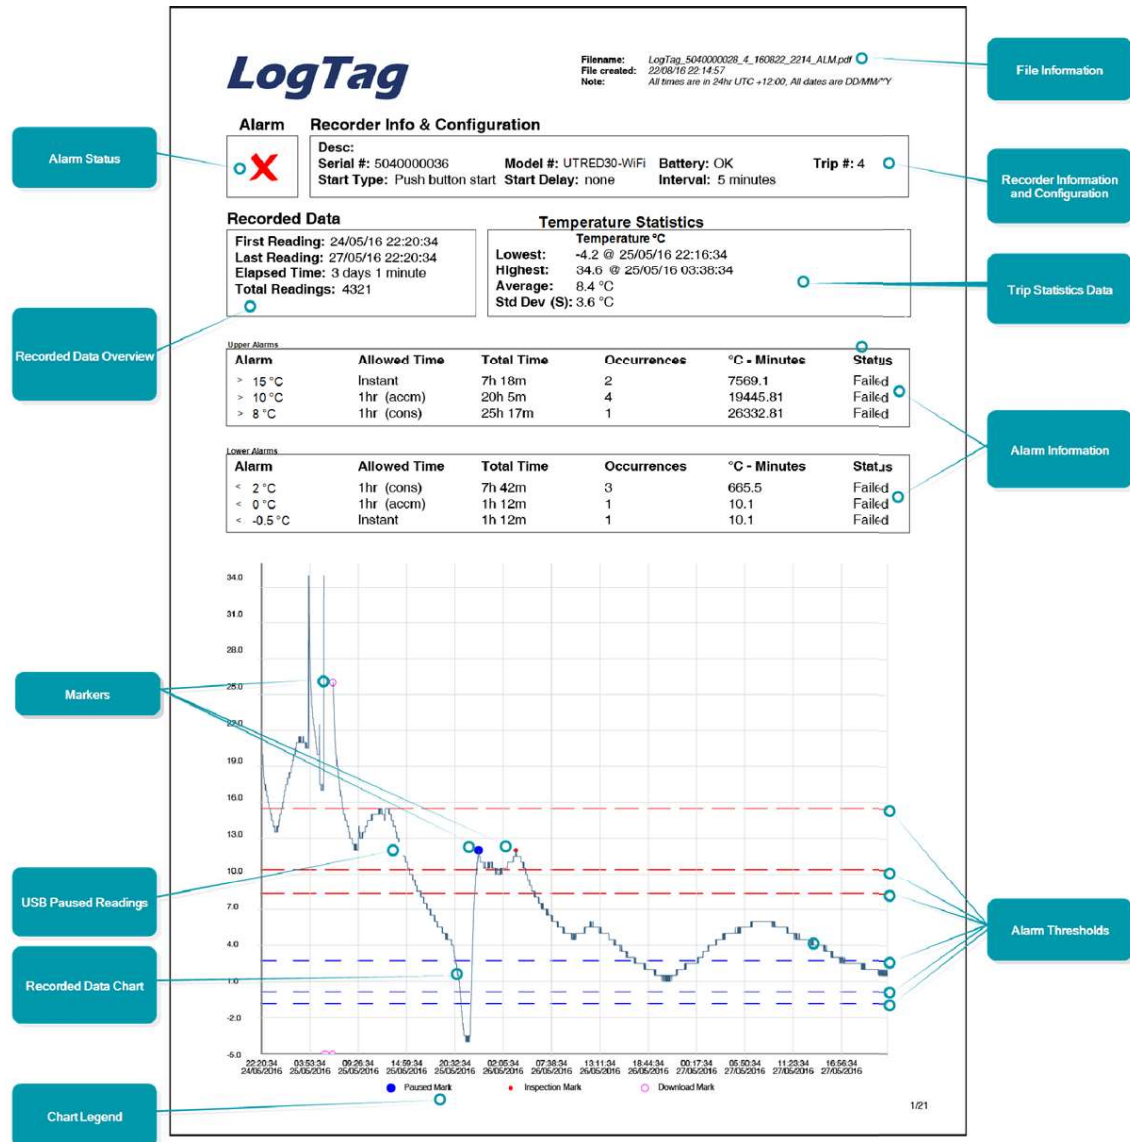 LogTag
Filename: LogTag_5040000028_4_160822_2214_ALM.pdf
File created: 22/08/16 22:14:57
Note: All times are in 24hr UTC +12:00, All dates are DD/MM/YY
File Information
Alarm Status
Alarm
Recorder Info & Configuration
Desc:
Serial #: 5040000036 Model #: UTRED30-WiFi Battery: OK Trip #: 4
Start Type: Push button start Start Delay: none Interval: 5 minutes
Recorder Information
and Configuration
Recorded Data
First Reading: 24/05/16 22:20:34
Last Reading: 27/05/16 22:20:34
Elapsed Time: 3 days 1 minute
Total Readings: 4321
Temperature Statistics
Temperature °C
Lowest: -4.2 @ 25/05/16 22:16:34
Highest: 34.6 @ 25/05/16 03:38:34
Average: 8.4 °C
Std Dev (S): 3.6 °C
Trip Statistics Data
Recorded Data Overview
Upper Alarms
Alarm Allowed Time Total Time Occurrences °C - Minutes Status
> 15 °C Instant 7h 18m 2 7569.1 Failed
> 10 °C 1hr (accm) 20h 5m 4 19445.81 Failed
> 8 °C 1hr (cons) 25h 17m 1 26332.81 Failed
Alarm Information
Lower Alarms
Alarm Allowed Time Total Time Occurrences °C - Minutes Status
< 2 °C 1hr (cons) 7h 42m 3 665.5 Failed
< 0 °C 1hr (accm) 1h 12m 1 10.1 Failed
< -0.5 °C Instant 1h 12m 1 10.1 Failed
34.0
31.0
28.0
25.0
22.0
19.0
16.0
13.0
10.0
7.0
4.0
1.0
-2.0
-5.0
Markers
USB Paused Readings
Recorded Data Chart
Alarm Thresholds
22:20:34 03:53:34 09:26:34 14:59:34 20:32:34 02:05:34 07:38:34 13:11:34 18:44:34 00:17:34 05:50:34 11:23:34 16:56:34
24/05/2016 25/05/2016 25/05/2016 25/05/2016 25/05/2016 26/05/2016 26/05/2016 26/05/2016 26/05/2016 27/05/2016 27/05/2016 27/05/2016 27/05/2016
Paused Mark Inspection Mark Download Mark
Chart Legend
1/21